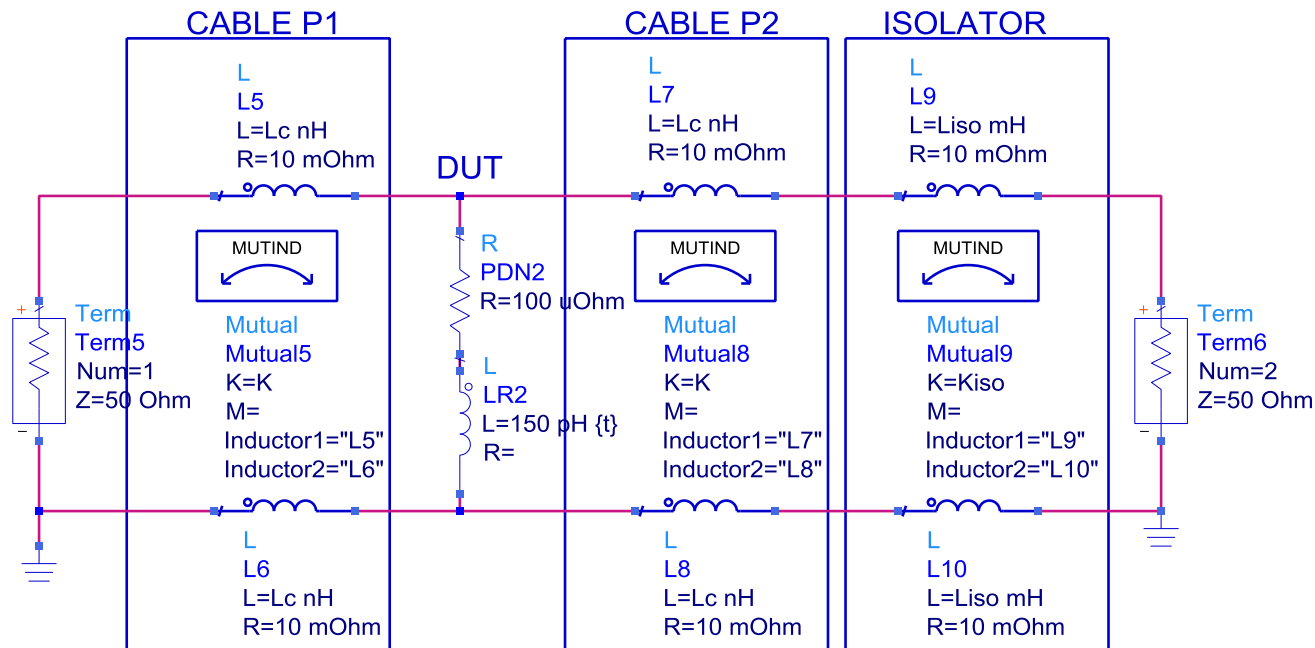 CABLE P1
CABLE P2
ISOLATOR
L
L5
L=Lc nH
R=10 mOhm
L
L7
L=Lc nH
R=10 mOhm
L
L9
L=Liso mH
R=10 mOhm
DUT
MUTIND
MUTIND
MUTIND
R
PDN2
R=100 uOhm
+
Term
Term5
Num=1
Z=50 Ohm
−
Mutual
Mutual5
K=K
M=
Inductor1="L5"
Inductor2="L6"
L
LR2
L=150 pH {t}
R=
Mutual
Mutual8
K=K
M=
Inductor1="L7"
Inductor2="L8"
Mutual
Mutual9
K=Kiso
M=
Inductor1="L9"
Inductor2="L10"
+
Term
Term6
Num=2
Z=50 Ohm
−
L
L6
L=Lc nH
R=10 mOhm
L
L8
L=Lc nH
R=10 mOhm
L
L10
L=Liso mH
R=10 mOhm